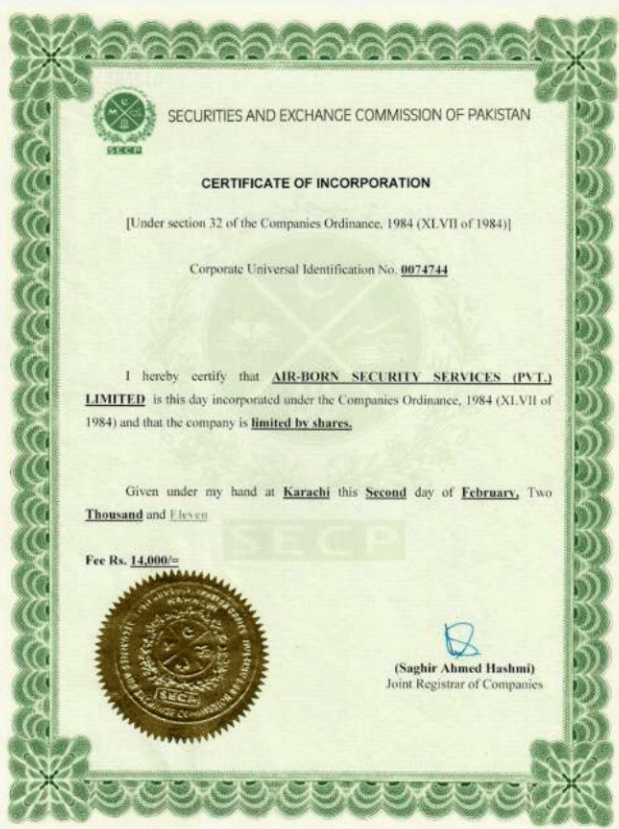 SECURITIES AND EXCHANGE COMMISSION OF PAKISTAN
SECP
CERTIFICATE OF INCORPORATION
[Under section 32 of the Companies Ordinance, 1984 (XLVII of 1984)]
Corporate Universal Identification No. 0074744
I hereby certify that AIR-BORN SECURITY SERVICES (PVT.)
LIMITED is this day incorporated under the Companies Ordinance, 1984 (XLVII of
1984) and that the company is limited by shares.
Given under my hand at Karachi this Second day of February, Two
Thousand and Eleven
SECP
Fee Rs. 14,000/=
SECP
(Saghir Ahmed Hashmi)
Joint Registrar of Companies